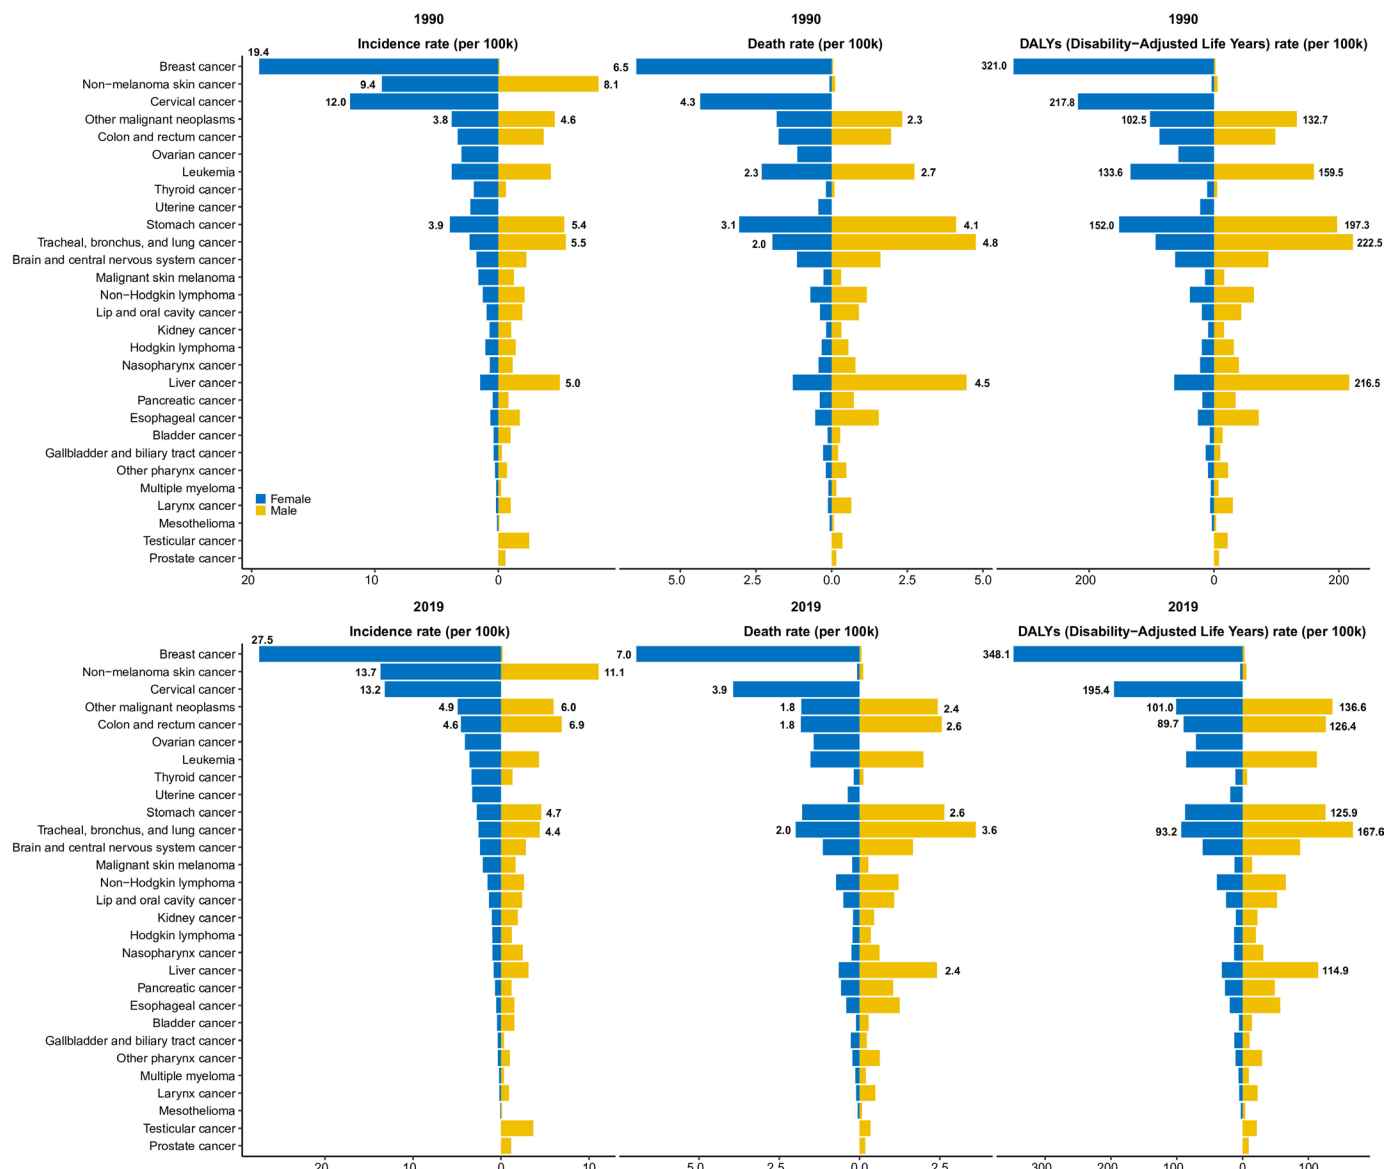 1990
Incidence rate (per 100k)
1990
Death rate (per 100k)
1990
DALYs (Disability−Adjusted Life Years) rate (per 100k)
Breast cancer 19.4 6.5 321.0
Non−melanoma skin cancer 9.4 8.1
Cervical cancer 12.0 4.3 217.8
Other malignant neoplasms 3.8 4.6 2.3 102.5 132.7
Colon and rectum cancer
Ovarian cancer
Leukemia 2.3 2.7 133.6 159.5
Thyroid cancer
Uterine cancer
Stomach cancer 3.9 5.4 3.1 4.1 152.0 197.3
Tracheal, bronchus, and lung cancer 5.5 2.0 4.8 222.5
Brain and central nervous system cancer
Malignant skin melanoma
Non−Hodgkin lymphoma
Lip and oral cavity cancer
Kidney cancer
Hodgkin lymphoma
Nasopharynx cancer
Liver cancer 5.0 4.5 216.5
Pancreatic cancer
Esophageal cancer
Bladder cancer
Gallbladder and biliary tract cancer
Other pharynx cancer
Multiple myeloma
Larynx cancer
Mesothelioma
Testicular cancer
Prostate cancer
Female
Male
20 10 0
5.0 2.5 0.0 2.5 5.0
200 0 200
2019
Incidence rate (per 100k)
2019
Death rate (per 100k)
2019
DALYs (Disability−Adjusted Life Years) rate (per 100k)
Breast cancer 27.5 7.0 348.1
Non−melanoma skin cancer 13.7 11.1
Cervical cancer 13.2 3.9 195.4
Other malignant neoplasms 4.9 6.0 1.8 2.4 101.0 136.6
Colon and rectum cancer 4.6 6.9 1.8 2.6 89.7 126.4
Ovarian cancer
Leukemia
Thyroid cancer
Uterine cancer
Stomach cancer 4.7 2.6 125.9
Tracheal, bronchus, and lung cancer 4.4 2.0 3.6 93.2 167.6
Brain and central nervous system cancer
Malignant skin melanoma
Non−Hodgkin lymphoma
Lip and oral cavity cancer
Kidney cancer
Hodgkin lymphoma
Nasopharynx cancer
Liver cancer 2.4 114.9
Pancreatic cancer
Esophageal cancer
Bladder cancer
Gallbladder and biliary tract cancer
Other pharynx cancer
Multiple myeloma
Larynx cancer
Mesothelioma
Testicular cancer
Prostate cancer
20 10 0 10
5.0 2.5 0.0 2.5
300 200 100 0 100